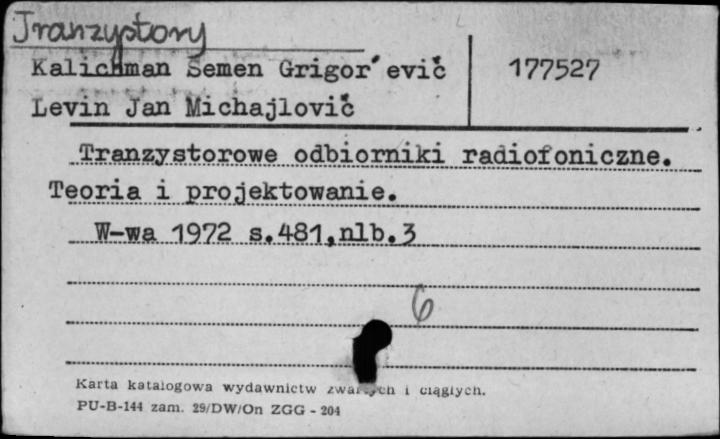 Tranzystory
Kalichman Semen Grigor'evič
177527
Levin Jan Michajlovič
Tranzystorowe odbiorniki radiofoniczne.
Teoria i projektowanie.
W-wa 1972 s.481,nlb.3
6
Karta katalogowa wydawnictw zwartych i ciągłych.
PU-B-144 zam. 29/DW/On ZGG - 204